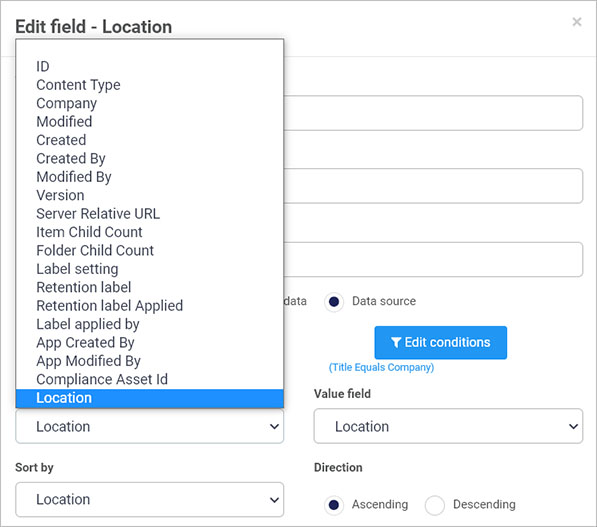 Edit field - Location
×
ID
Content Type
Company
Modified
Created
Created By
Modified By
Version
Server Relative URL
Item Child Count
Folder Child Count
Label setting
Retention label
Retention label Applied
Label applied by
App Created By
App Modified By
Compliance Asset Id
Location
data
Data source
Edit conditions
(Title Equals Company)
Value field
Location
Location
Sort by
Direction
Location
Ascending
Descending